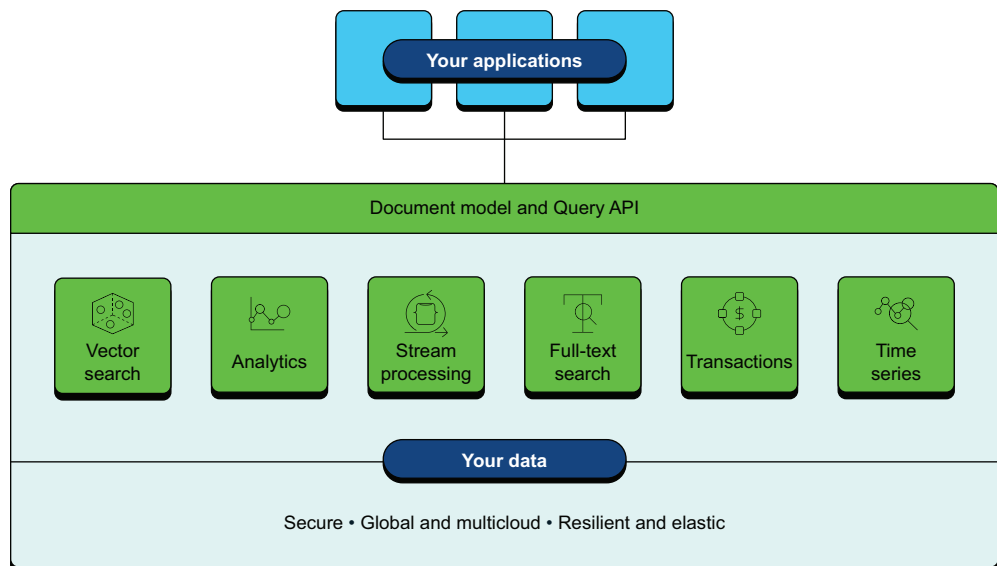 Your applications
Document model and Query API
Vector
search
Analytics
Stream
processing
Full-text
search
Transactions
$
Time
series
Your data
Secure • Global and multicloud • Resilient and elastic